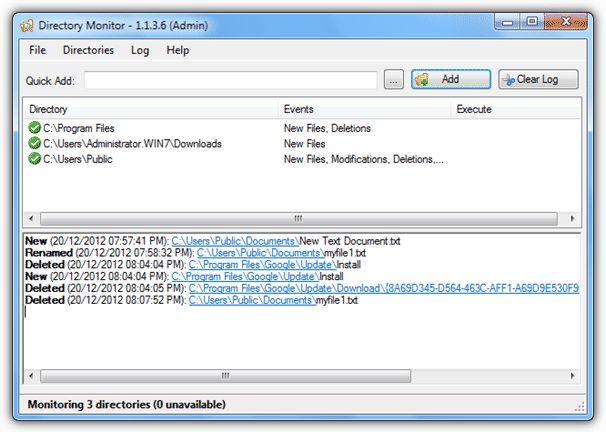 Directory Monitor - 1.1.3.6 (Admin)
File Directories Log Help
Quick Add: ... Add Clear Log
Directory Events Execute
C:\Program Files New Files, Deletions
C:\Users\Administrator.WIN7\Downloads New Files
C:\Users\Public New Files, Modifications, Deletions,...
New (20/12/2012 07:57:41 PM): C:\Users\Public\Documents\New Text Document.txt
Renamed (20/12/2012 07:58:32 PM): C:\Users\Public\Documents\myfile1.txt
Deleted (20/12/2012 08:04:04 PM): C:\Program Files\Google\Update\Install
New (20/12/2012 08:04:04 PM): C:\Program Files\Google\Update\Install
Deleted (20/12/2012 08:04:05 PM): C:\Program Files\Google\Update\Download\{8A69D345-D564-463C-AFF1-A69D9E530F9
Deleted (20/12/2012 08:07:52 PM): C:\Users\Public\Documents\myfile1.txt
Monitoring 3 directories (0 unavailable)